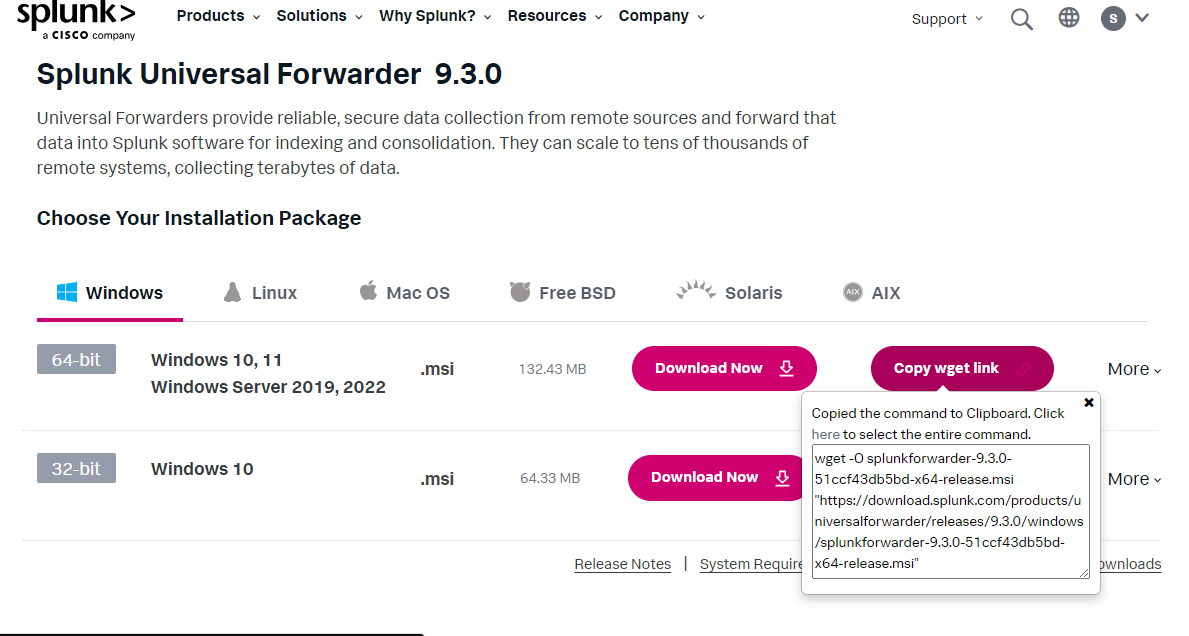 splunk>
a CISCO company
Products
Solutions
Why Splunk?
Resources
Company
Support
S
Splunk Universal Forwarder 9.3.0
Universal Forwarders provide reliable, secure data collection from remote sources and forward that
data into Splunk software for indexing and consolidation. They can scale to tens of thousands of
remote systems, collecting terabytes of data.
Choose Your Installation Package
Windows
Linux
Mac OS
Free BSD
Solaris
AIX
AIX
64-bit
Windows 10, 11
Windows Server 2019, 2022
.msi
132.43 MB
Download Now
Copy wget link
More
Copied the command to Clipboard. Click
here to select the entire command.
wget -O splunkforwarder-9.3.0-
51ccf43db5bd-x64-release.msi
"https://download.splunk.com/products/u
niversalforwarder/releases/9.3.0/windows
/splunkforwarder-9.3.0-51ccf43db5bd-
x64-release.msi"
32-bit
Windows 10
.msi
64.33 MB
Download Now
More
Release Notes
|
System Require
ownloads